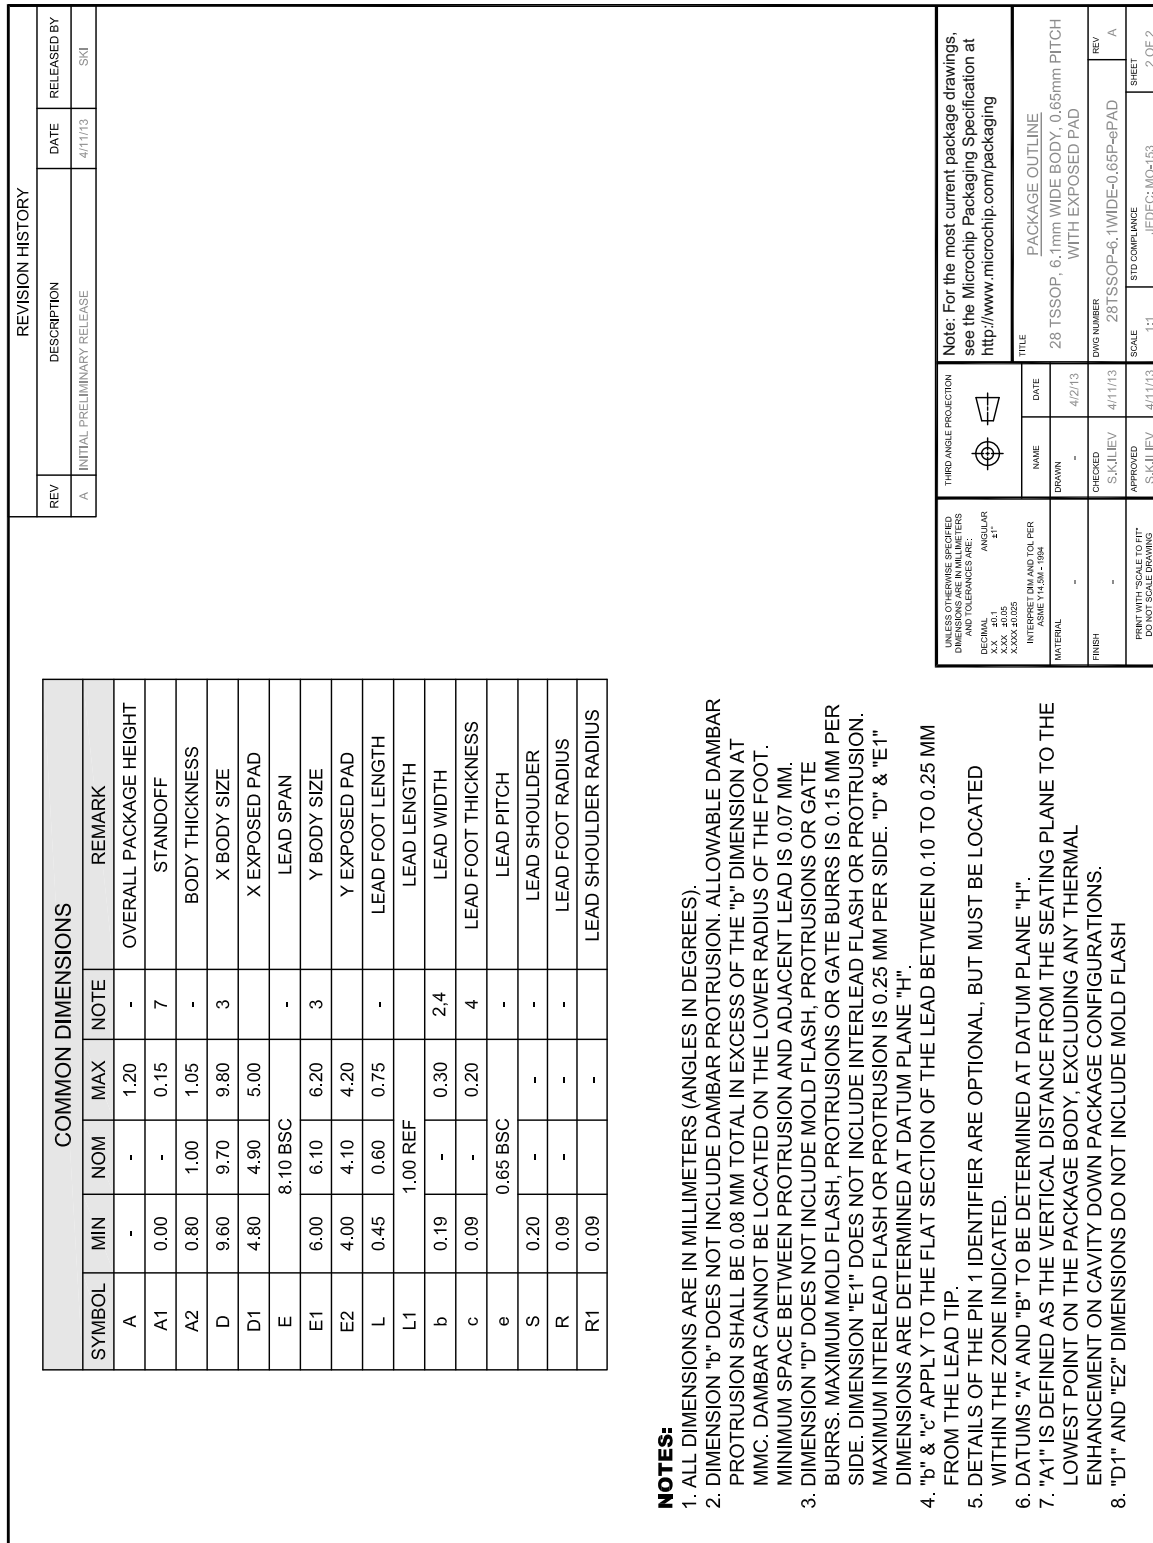 REVISION HISTORY
REV DESCRIPTION DATE RELEASED BY
A INITIAL PRELIMINARY RELEASE 4/11/13 SKI
COMMON DIMENSIONS
SYMBOL MIN NOM MAX NOTE REMARK
A - - 1.20 - OVERALL PACKAGE HEIGHT
A1 0.00 - 0.15 7 STANDOFF
A2 0.80 1.00 1.05 - BODY THICKNESS
D 9.60 9.70 9.80 3 X BODY SIZE
D1 4.80 4.90 5.00 X EXPOSED PAD
E 8.10 BSC - LEAD SPAN
E1 6.00 6.10 6.20 3 Y BODY SIZE
E2 4.00 4.10 4.20 Y EXPOSED PAD
L 0.45 0.60 0.75 - LEAD FOOT LENGTH
L1 1.00 REF LEAD LENGTH
b 0.19 - 0.30 2,4 LEAD WIDTH
c 0.09 - 0.20 4 LEAD FOOT THICKNESS
e 0.65 BSC - LEAD PITCH
S 0.20 - - - LEAD SHOULDER
R 0.09 - - - LEAD FOOT RADIUS
R1 0.09 - LEAD SHOULDER RADIUS
NOTES:
1. ALL DIMENSIONS ARE IN MILLIMETERS (ANGLES IN DEGREES).
2. DIMENSION "b" DOES NOT INCLUDE DAMBAR PROTRUSION. ALLOWABLE DAMBAR
PROTRUSION SHALL BE 0.08 MM TOTAL IN EXCESS OF THE "b" DIMENSION AT
MMC. DAMBAR CANNOT BE LOCATED ON THE LOWER RADIUS OF THE FOOT.
MINIMUM SPACE BETWEEN PROTRUSION AND ADJACENT LEAD IS 0.07 MM.
3. DIMENSION "D" DOES NOT INCLUDE MOLD FLASH, PROTRUSIONS OR GATE
BURRS. MAXIMUM MOLD FLASH, PROTRUSIONS OR GATE BURRS IS 0.15 MM PER
SIDE. DIMENSION "E1" DOES NOT INCLUDE INTERLEAD FLASH OR PROTRUSION.
MAXIMUM INTERLEAD FLASH OR PROTRUSION IS 0.25 MM PER SIDE. "D" & "E1"
DIMENSIONS ARE DETERMINED AT DATUM PLANE "H".
4. "b" & "c" APPLY TO THE FLAT SECTION OF THE LEAD BETWEEN 0.10 TO 0.25 MM
FROM THE LEAD TIP.
5. DETAILS OF THE PIN 1 IDENTIFIER ARE OPTIONAL, BUT MUST BE LOCATED
WITHIN THE ZONE INDICATED.
6. DATUMS "A" AND "B" TO BE DETERMINED AT DATUM PLANE "H".
7. "A1" IS DEFINED AS THE VERTICAL DISTANCE FROM THE SEATING PLANE TO THE
LOWEST POINT ON THE PACKAGE BODY, EXCLUDING ANY THERMAL
ENHANCEMENT ON CAVITY DOWN PACKAGE CONFIGURATIONS.
8. "D1" AND "E2" DIMENSIONS DO NOT INCLUDE MOLD FLASH
UNLESS OTHERWISE SPECIFIED
DIMENSIONS ARE IN MILLIMETERS
AND TOLERANCES ARE:
DECIMAL ANGULAR
X.X ±0.1 ±1°
X.XX ±0.05
X.XXX ±0.025
INTERPRET DIM AND TOL PER
ASME Y14.5M - 1994
MATERIAL
-
FINISH
-
PRINT WITH "SCALE TO FIT"
DO NOT SCALE DRAWING
THIRD ANGLE PROJECTION
NAME DATE
DRAWN
- 4/2/13
CHECKED
S.K.ILIEV 4/11/13
APPROVED
S.K.ILIEV 4/11/13
Note: For the most current package drawings,
see the Microchip Packaging Specification at
http://www.microchip.com/packaging
TITLE
PACKAGE OUTLINE
28 TSSOP, 6.1mm WIDE BODY, 0.65mm PITCH
WITH EXPOSED PAD
DWG NUMBER
28TSSOP-6.1WIDE-0.65P-ePAD
REV
A
SCALE
1:1
STD COMPLIANCE
JEDEC: MO-153
SHEET
2 OF 2